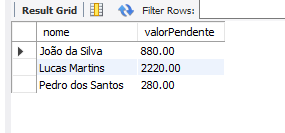 Result Grid Filter Rows:
nome valorPendente
João da Silva 880.00
Lucas Martins 2220.00
Pedro dos Santos 280.00